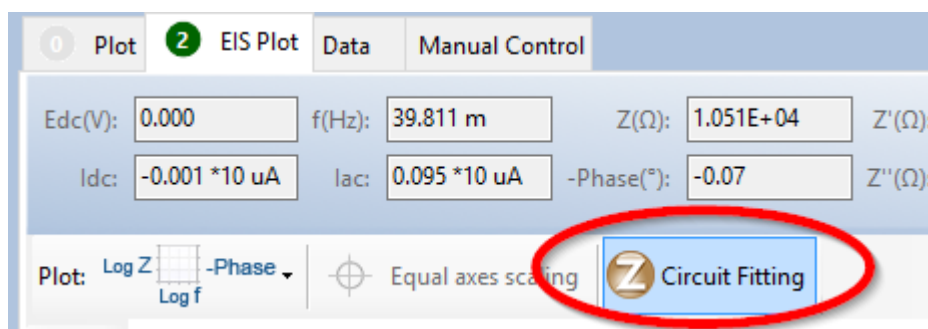 0 Plot 2 EIS Plot Data Manual Control
Edc(V): 0.000 f(Hz): 39.811 m Z(Ω): 1.051E+04 Z'(Ω):
Idc: -0.001 *10 uA Iac: 0.095 *10 uA -Phase(°): -0.07 Z''(Ω):
Plot: Log Z -Phase Log f Equal axes scaling Z Circuit Fitting